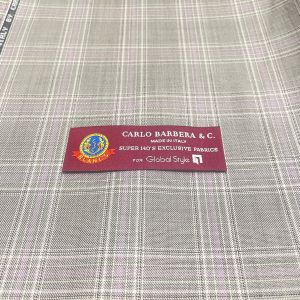 CARLO BARBERA & C.
MADE IN ITALY
SUPER 140'S EXCLUSIVE FABRICS
FOR Global Style